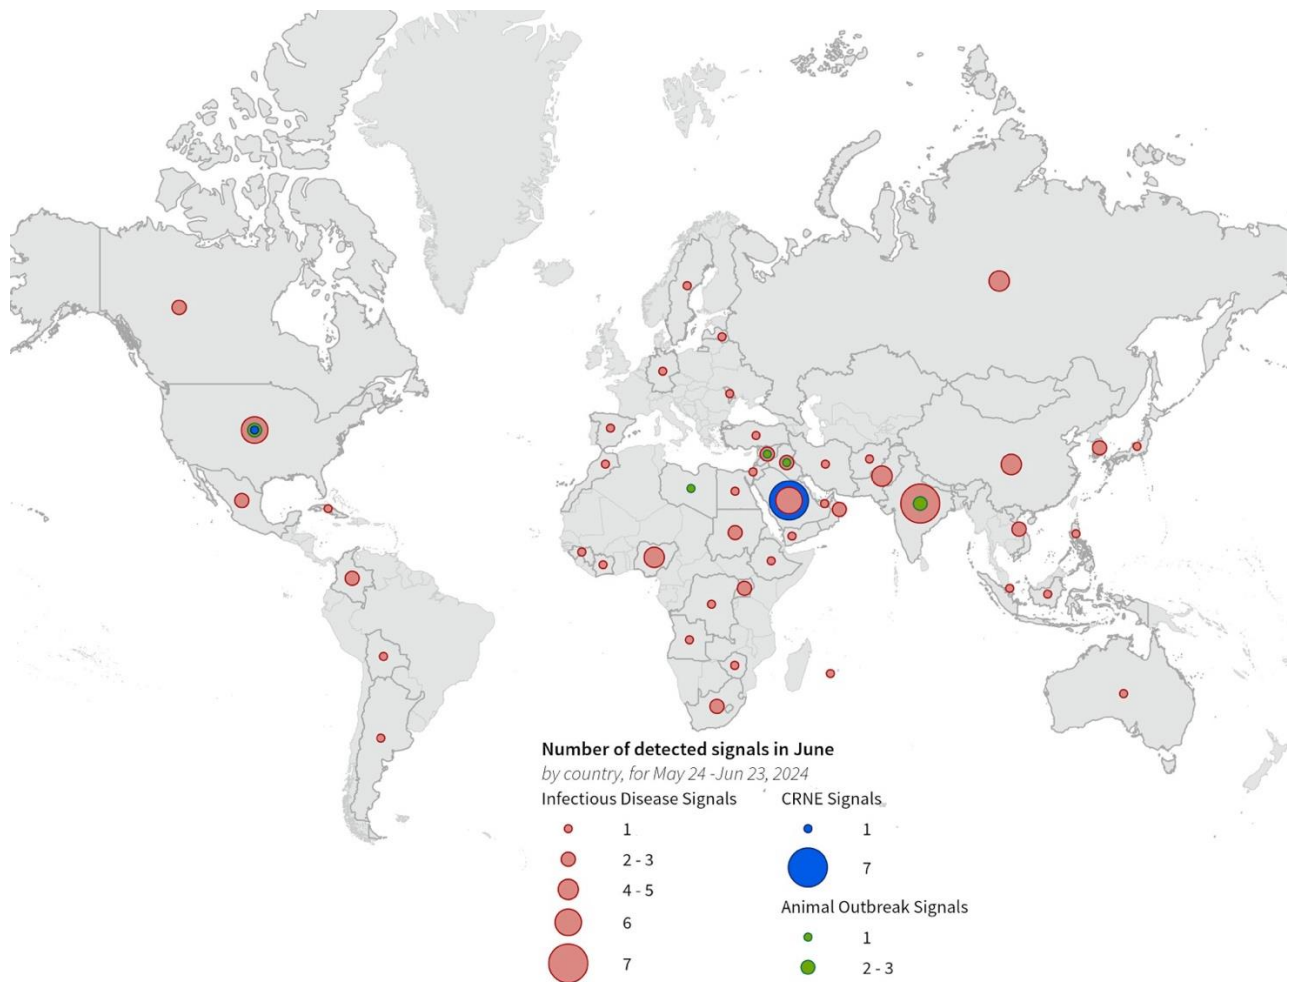 Number of detected signals in June
by country, for May 24 -Jun 23, 2024
Infectious Disease Signals
1
2 - 3
4 - 5
6
7
CRNE Signals
1
7
Animal Outbreak Signals
1
2 - 3